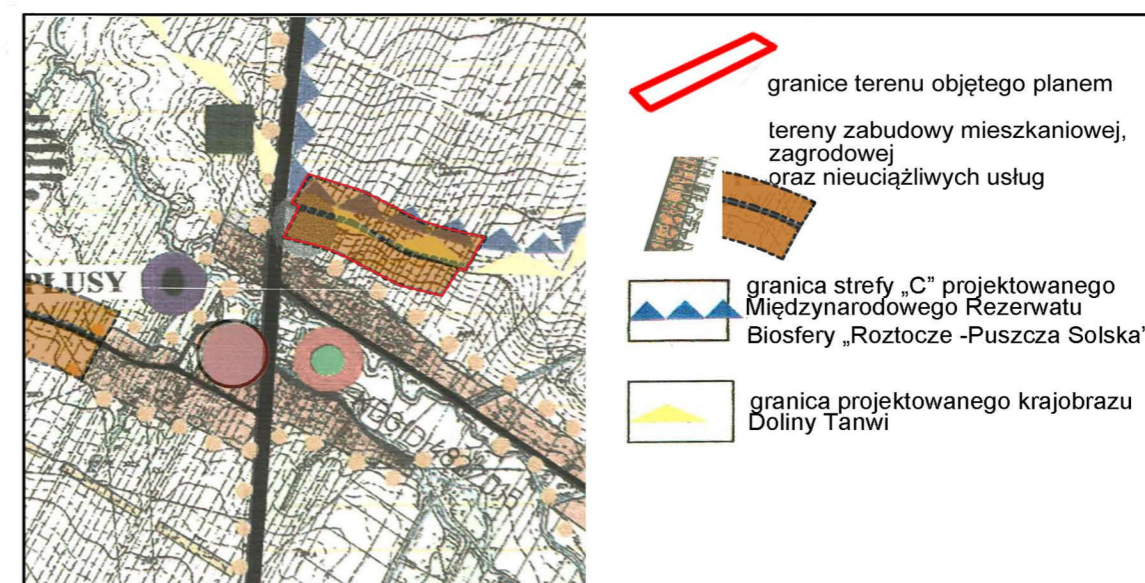 PŁUSY
granice terenu objętego planem
tereny zabudowy mieszkaniowej,
zagrodowej
oraz nieuciążliwych usług
granica strefy „C” projektowanego
Międzynarodowego Rezerwatu
Biosfery „Roztocze -Puszcza Solska”
granica projektowanego krajobrazu
Doliny Tanwi